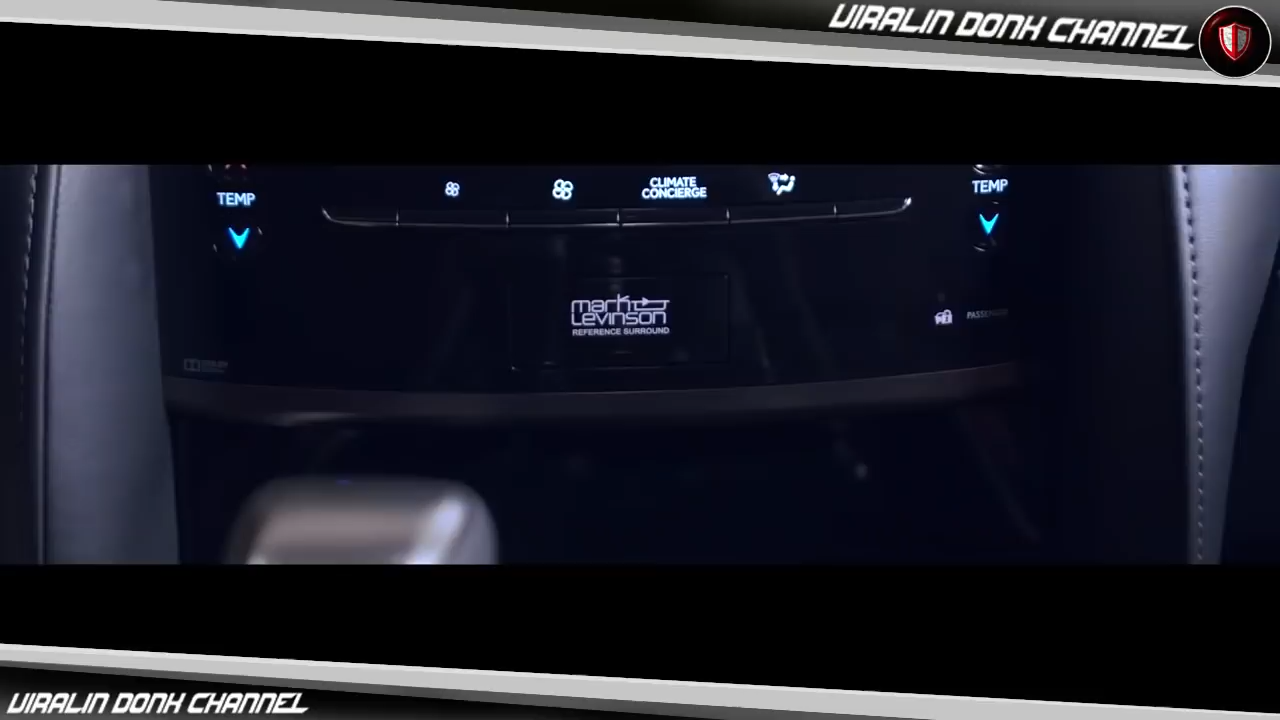 VIRALIN DONK CHANNEL
CLIMATE
CONCIERGE
TEMP
TEMP
mark
Levinson
REFERENCE SURROUND
VIRALIN DONK CHANNEL